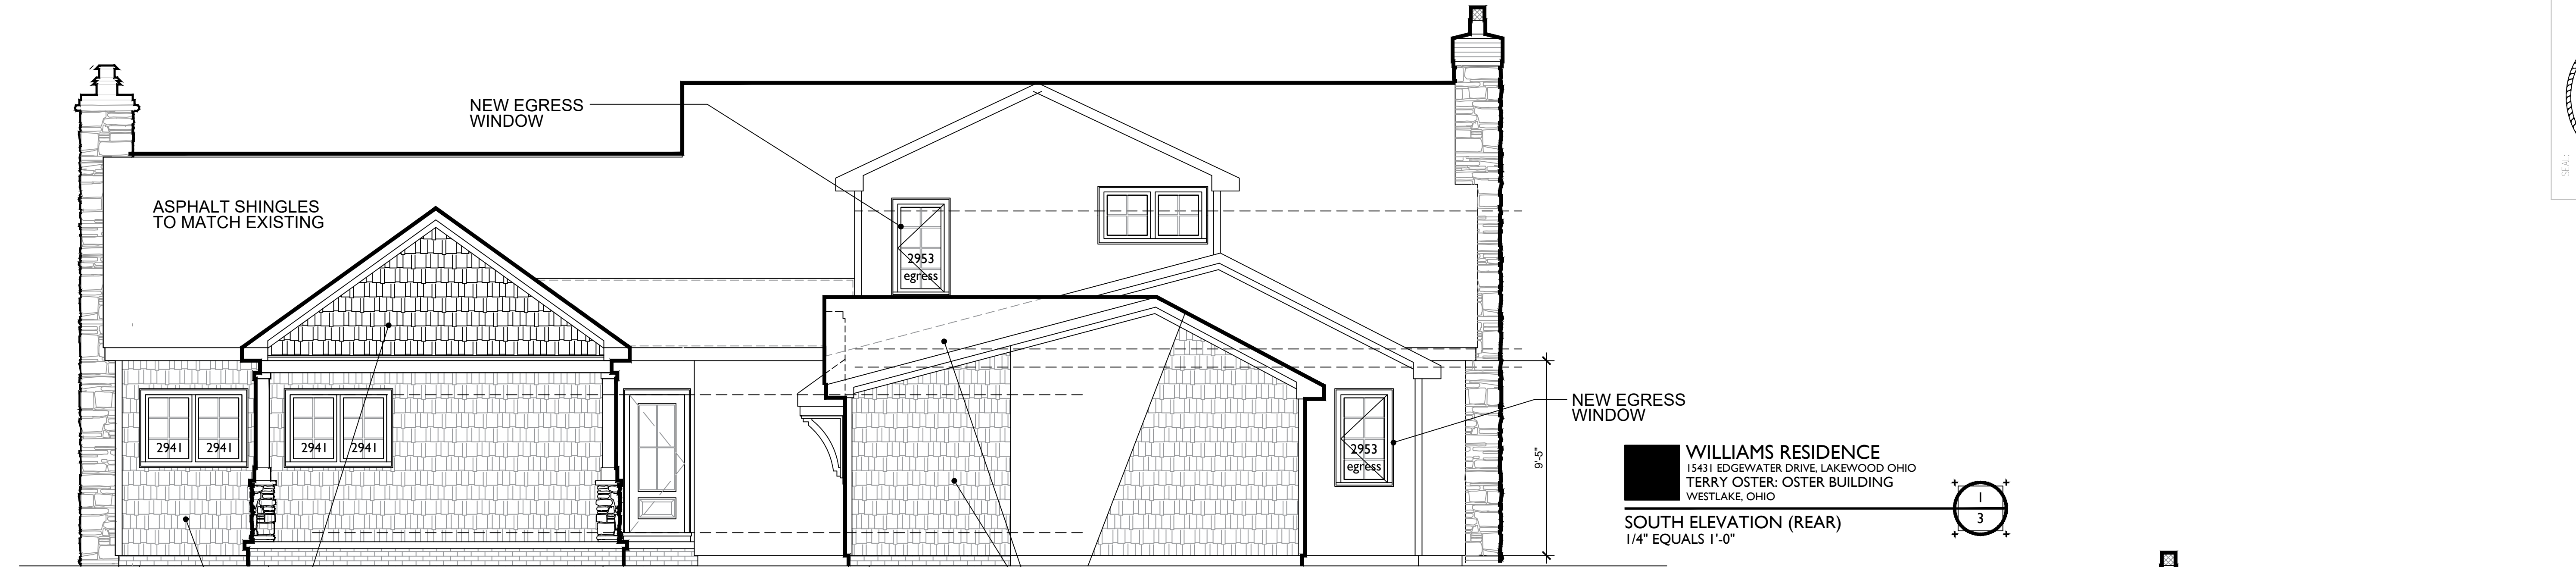 NEW EGRESS
WINDOW
ASPHALT SHINGLES
TO MATCH EXISTING
2953
egress
2941 2941
2941 2941
2953
egress
NEW EGRESS
WINDOW
9'-5"
WILLIAMS RESIDENCE
15431 EDGEWATER DRIVE, LAKEWOOD OHIO
TERRY OSTER: OSTER BUILDING
WESTLAKE, OHIO
SOUTH ELEVATION (REAR)
1/4" EQUALS 1'-0"
1
3
SEAL: